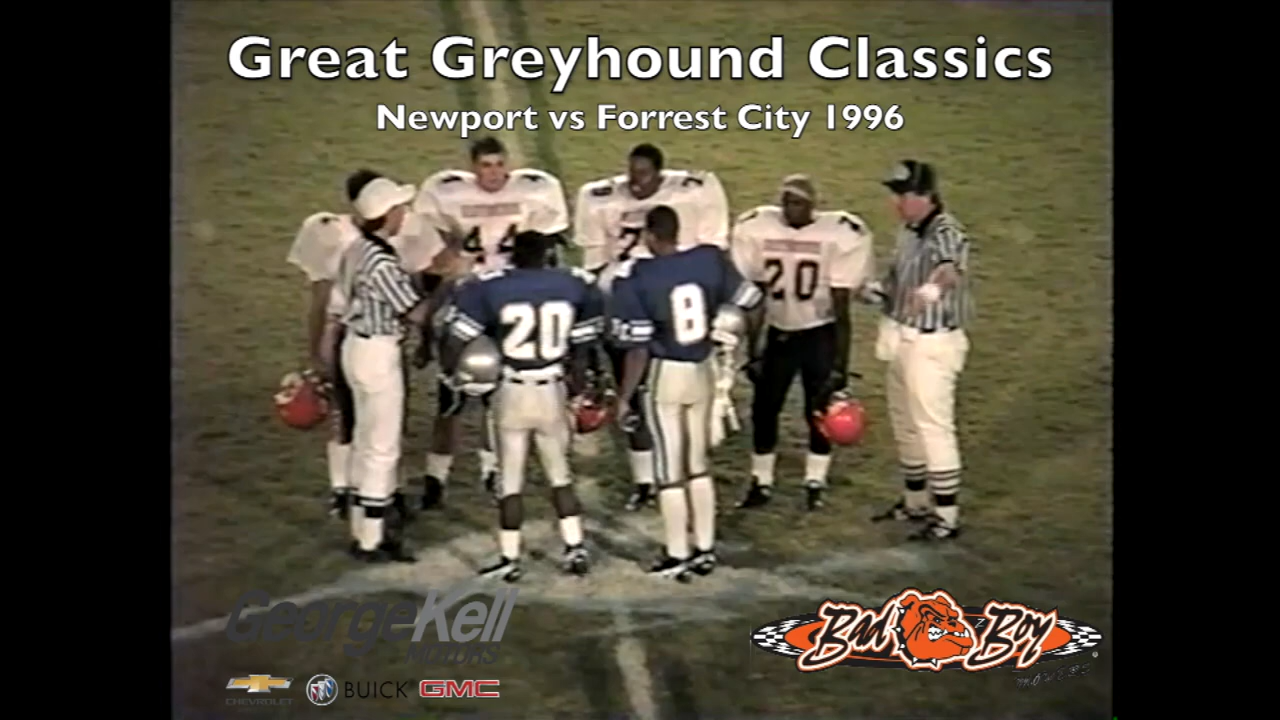 Great Greyhound Classics
Newport vs Forrest City 1996
44
20
20
8
GeorgeKell
MOTORS
Bad Boy
MOWERS
CHEVROLET
BUICK
GMC